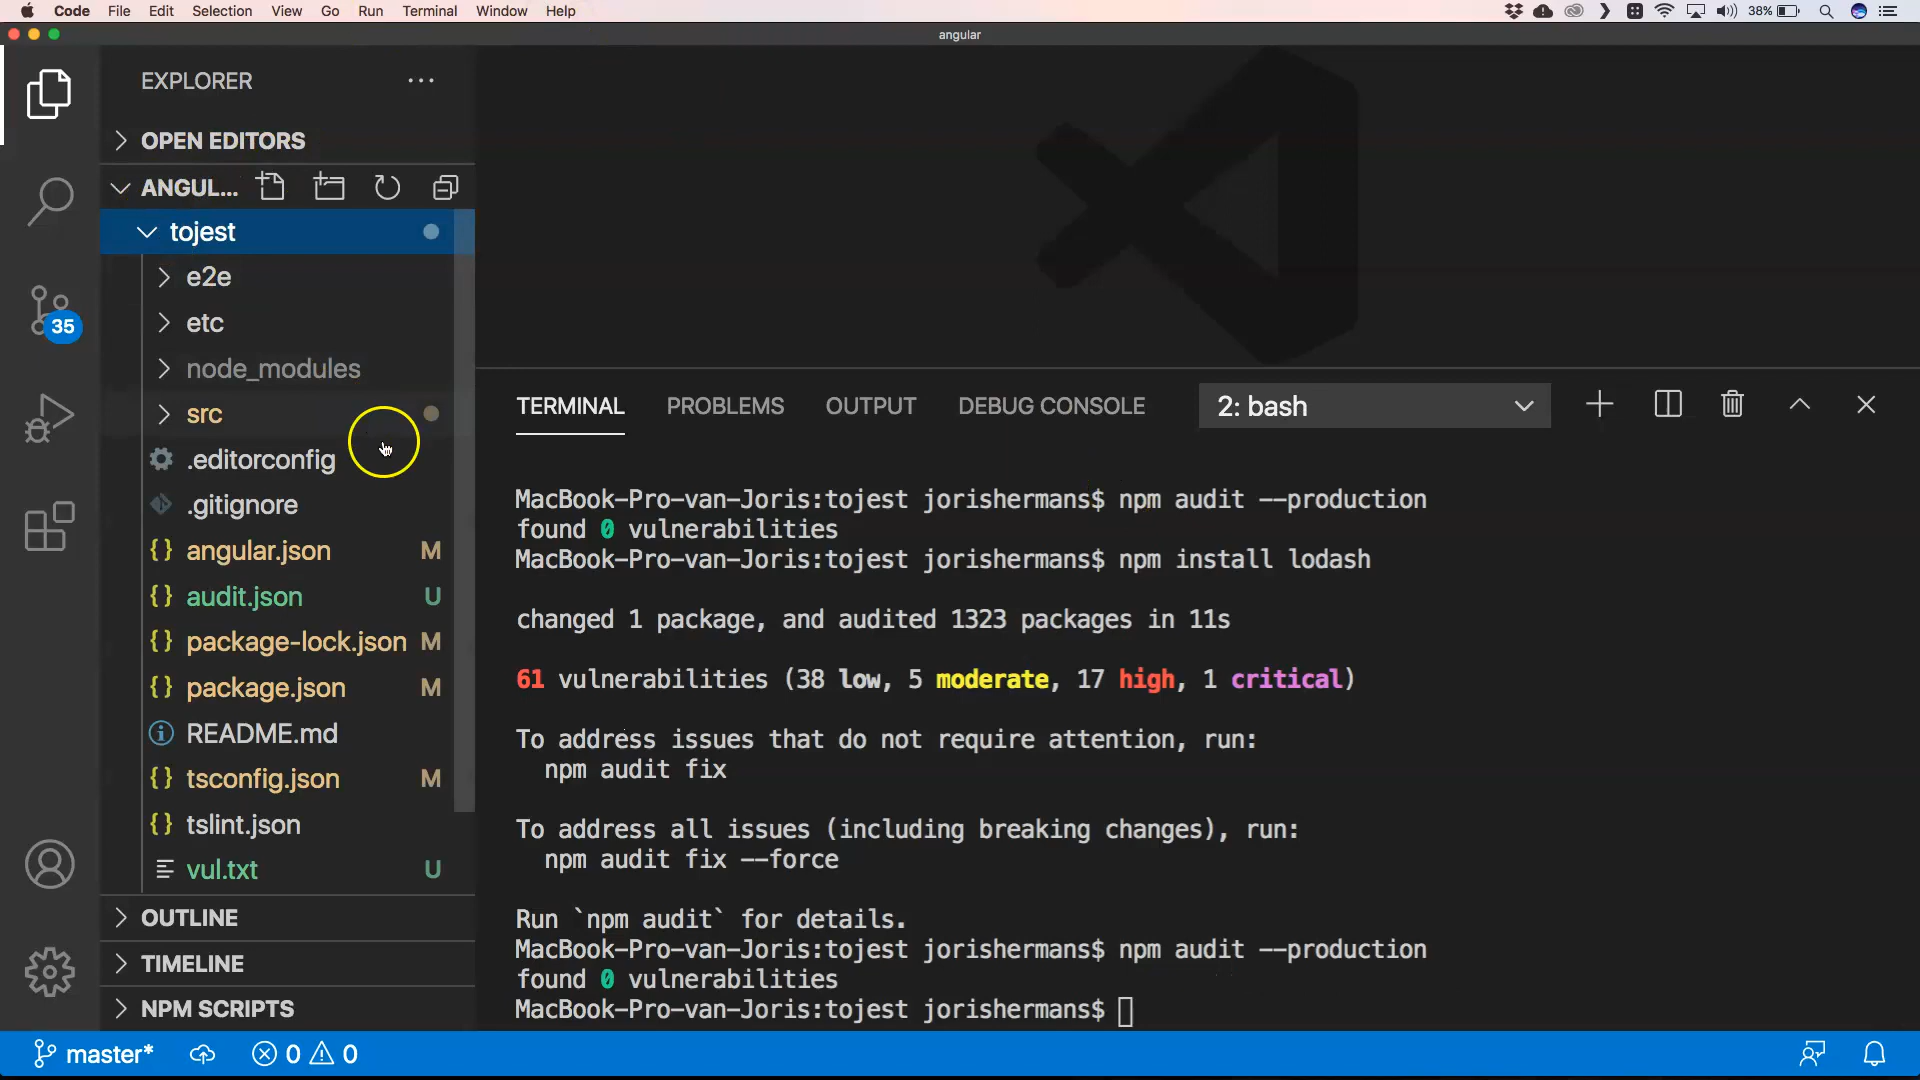 Code File Edit Selection View Go Run Terminal Window Help 38%
angular
EXPLORER
OPEN EDITORS
ANGUL...
tojest
e2e
etc
node_modules
src
.editorconfig
.gitignore
angular.json M
audit.json U
package-lock.json M
package.json M
README.md
tsconfig.json M
tslint.json
vul.txt U
OUTLINE
TIMELINE
NPM SCRIPTS
35
TERMINAL PROBLEMS OUTPUT DEBUG CONSOLE 2: bash
MacBook-Pro-van-Joris:tojest jorishermans$ npm audit --production
found 0 vulnerabilities
MacBook-Pro-van-Joris:tojest jorishermans$ npm install lodash
changed 1 package, and audited 1323 packages in 11s
61 vulnerabilities (38 low, 5 moderate, 17 high, 1 critical)
To address issues that do not require attention, run:
npm audit fix
To address all issues (including breaking changes), run:
npm audit fix --force
Run `npm audit` for details.
MacBook-Pro-van-Joris:tojest jorishermans$ npm audit --production
found 0 vulnerabilities
MacBook-Pro-van-Joris:tojest jorishermans$
master* 0 0